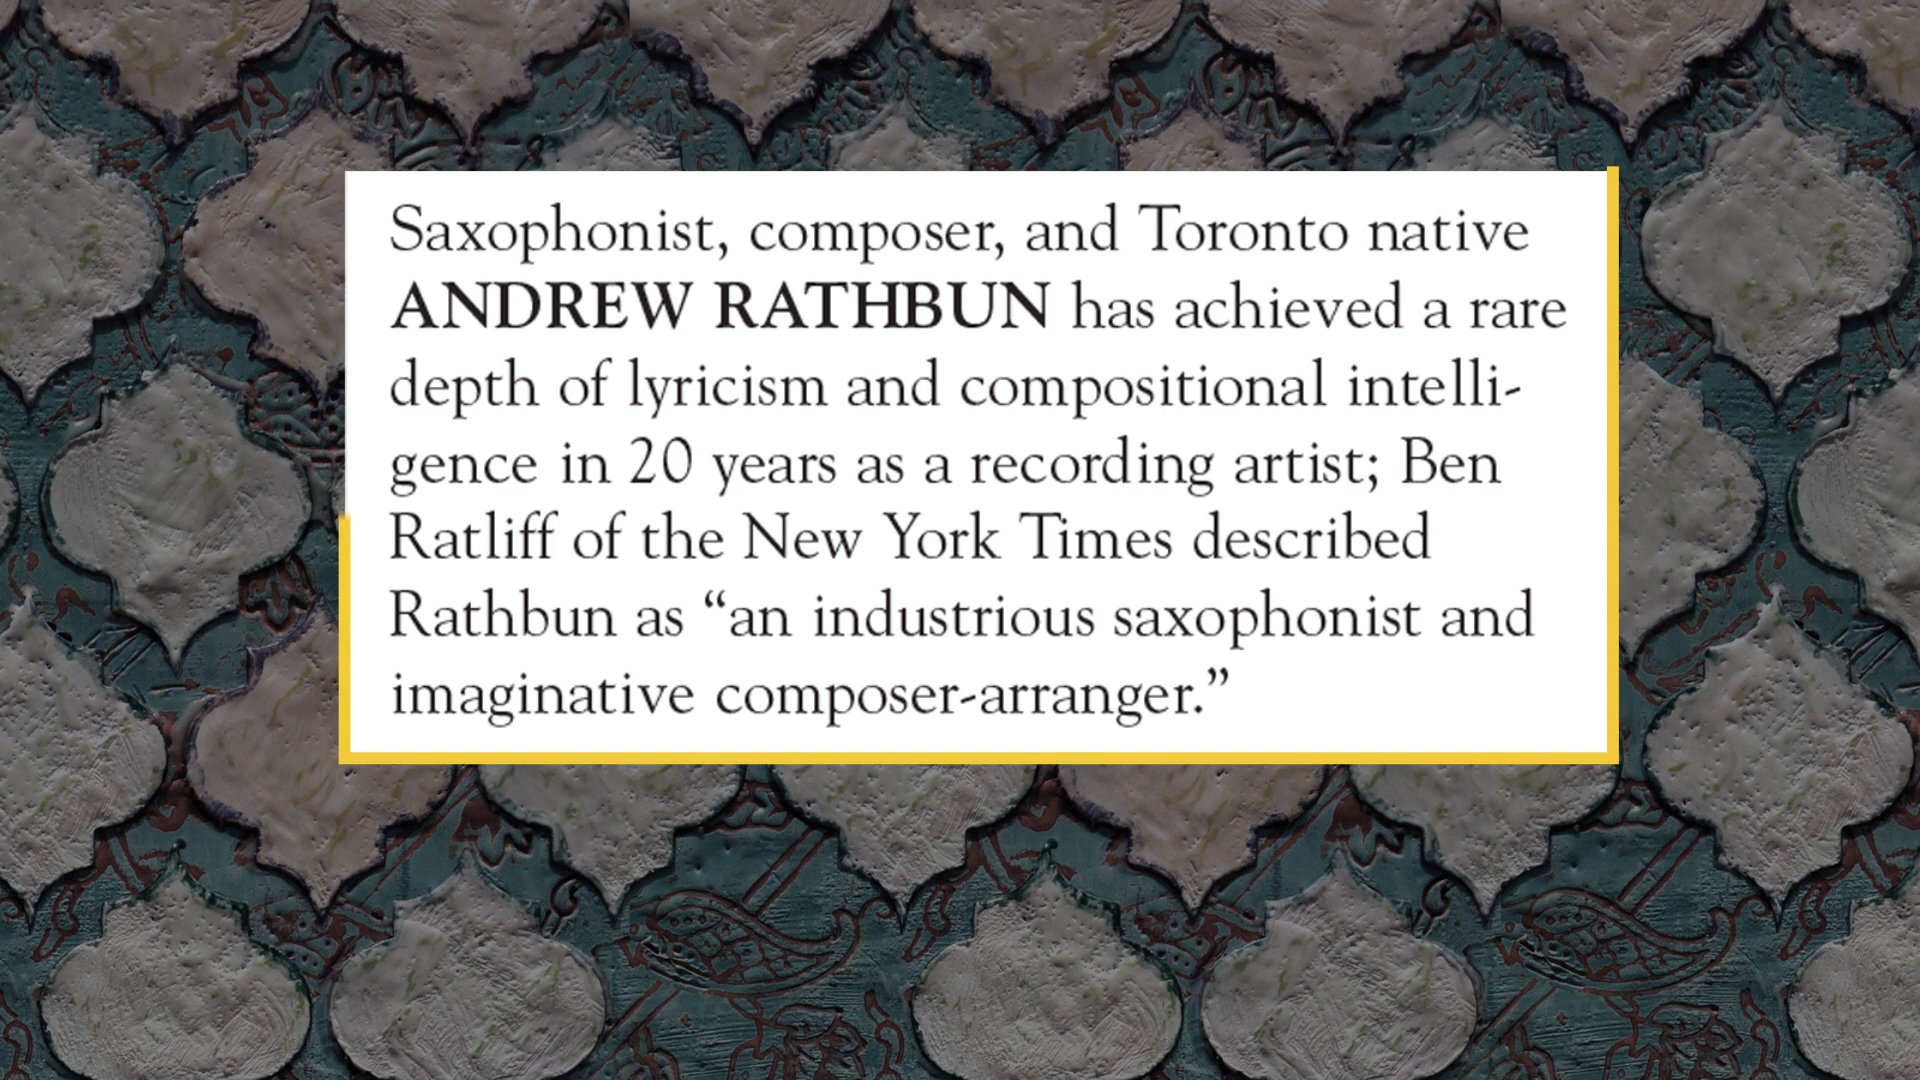 Saxophonist, composer, and Toronto native
ANDREW RATHBUN has achieved a rare
depth of lyricism and compositional intelli-
gence in 20 years as a recording artist; Ben
Ratliff of the New York Times described
Rathbun as “an industrious saxophonist and
imaginative composer-arranger.”